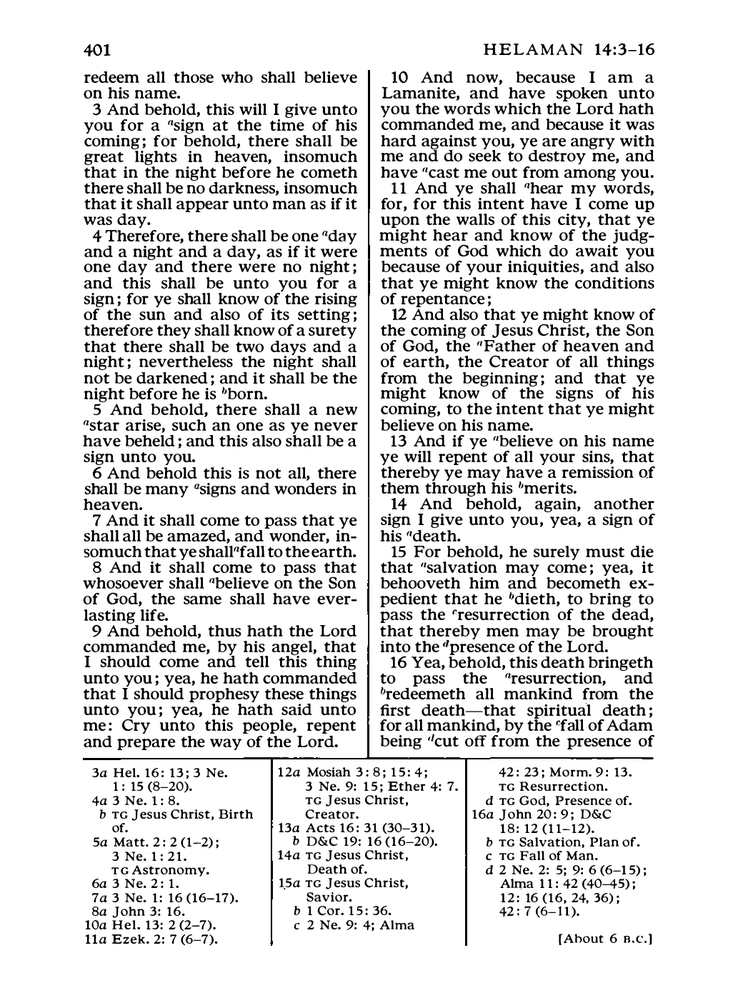 401
HELAMAN 14:3–16
redeem all those who shall believe
on his name.
3 And behold, this will I give unto
you for a ᵃsign at the time of his
coming; for behold, there shall be
great lights in heaven, insomuch
that in the night before he cometh
there shall be no darkness, insomuch
that it shall appear unto man as if it
was day.
4 Therefore, there shall be one ᵃday
and a night and a day, as if it were
one day and there were no night;
and this shall be unto you for a
sign; for ye shall know of the rising
of the sun and also of its setting;
therefore they shall know of a surety
that there shall be two days and a
night; nevertheless the night shall
not be darkened; and it shall be the
night before he is ᵇborn.
5 And behold, there shall a new
ᵃstar arise, such an one as ye never
have beheld; and this also shall be a
sign unto you.
6 And behold this is not all, there
shall be many ᵃsigns and wonders in
heaven.
7 And it shall come to pass that ye
shall all be amazed, and wonder, in-
somuch that ye shall ᵃfall to the earth.
8 And it shall come to pass that
whosoever shall ᵃbelieve on the Son
of God, the same shall have ever-
lasting life.
9 And behold, thus hath the Lord
commanded me, by his angel, that
I should come and tell this thing
unto you; yea, he hath commanded
that I should prophesy these things
unto you; yea, he hath said unto
me: Cry unto this people, repent
and prepare the way of the Lord.
10 And now, because I am a
Lamanite, and have spoken unto
you the words which the Lord hath
commanded me, and because it was
hard against you, ye are angry with
me and do seek to destroy me, and
have ᵃcast me out from among you.
11 And ye shall ᵃhear my words,
for, for this intent have I come up
upon the walls of this city, that ye
might hear and know of the judg-
ments of God which do await you
because of your iniquities, and also
that ye might know the conditions
of repentance;
12 And also that ye might know of
the coming of Jesus Christ, the Son
of God, the ᵃFather of heaven and
of earth, the Creator of all things
from the beginning; and that ye
might know of the signs of his
coming, to the intent that ye might
believe on his name.
13 And if ye ᵃbelieve on his name
ye will repent of all your sins, that
thereby ye may have a remission of
them through his ᵇmerits.
14 And behold, again, another
sign I give unto you, yea, a sign of
his ᵃdeath.
15 For behold, he surely must die
that ᵃsalvation may come; yea, it
behooveth him and becometh ex-
pedient that he ᵇdieth, to bring to
pass the ᶜresurrection of the dead,
that thereby men may be brought
into the ᵈpresence of the Lord.
16 Yea, behold, this death bringeth
to pass the ᵃresurrection, and
ᵇredeemeth all mankind from the
first death—that spiritual death;
for all mankind, by the ᶜfall of Adam
being ᵈcut off from the presence of
3a Hel. 16: 13; 3 Ne.
1: 15 (8–20).
4a 3 Ne. 1: 8.
b TG Jesus Christ, Birth
of.
5a Matt. 2: 2 (1–2);
3 Ne. 1: 21.
TG Astronomy.
6a 3 Ne. 2: 1.
7a 3 Ne. 1: 16 (16–17).
8a John 3: 16.
10a Hel. 13: 2 (2–7).
11a Ezek. 2: 7 (6–7).
12a Mosiah 3: 8; 15: 4;
3 Ne. 9: 15; Ether 4: 7.
TG Jesus Christ,
Creator.
13a Acts 16: 31 (30–31).
b D&C 19: 16 (16–20).
14a TG Jesus Christ,
Death of.
15a TG Jesus Christ,
Savior.
b 1 Cor. 15: 36.
c 2 Ne. 9: 4; Alma
42: 23; Morm. 9: 13.
TG Resurrection.
d TG God, Presence of.
16a John 20: 9; D&C
18: 12 (11–12).
b TG Salvation, Plan of.
c TG Fall of Man.
d 2 Ne. 2: 5; 9: 6 (6–15);
Alma 11: 42 (40–45);
12: 16 (16, 24, 36);
42: 7 (6–11).
[About 6 B.C.]